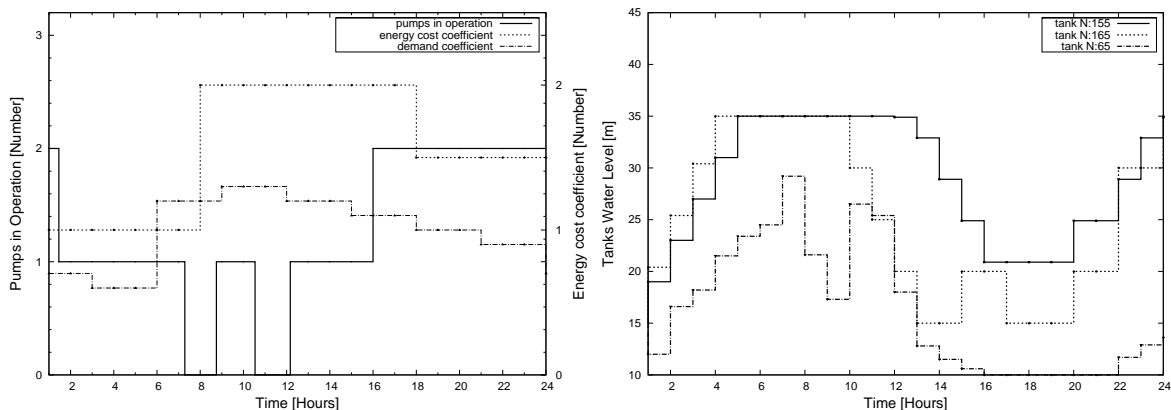 pumps in operation
energy cost coefficient
demand coefficient
3
2
1
0
Pumps in Operation [Number]
2
1
0
Energy cost coefficient [Number]
2 4 6 8 10 12 14 16 18 20 22 24
Time [Hours]
tank N:155
tank N:165
tank N:65
45
40
35
30
25
20
15
10
Tanks Water Level [m]
2 4 6 8 10 12 14 16 18 20 22 24
Time [Hours]